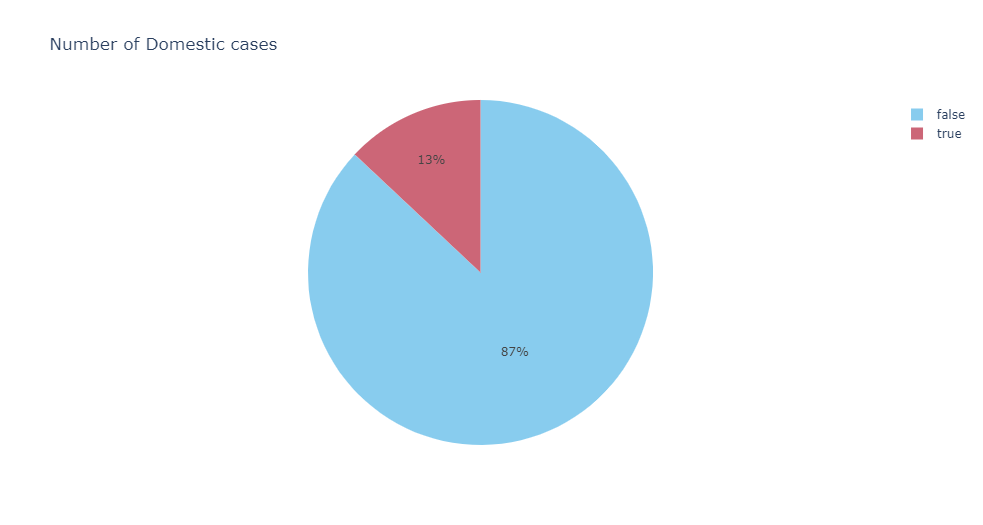 Number of Domestic cases
false
true
13%
87%